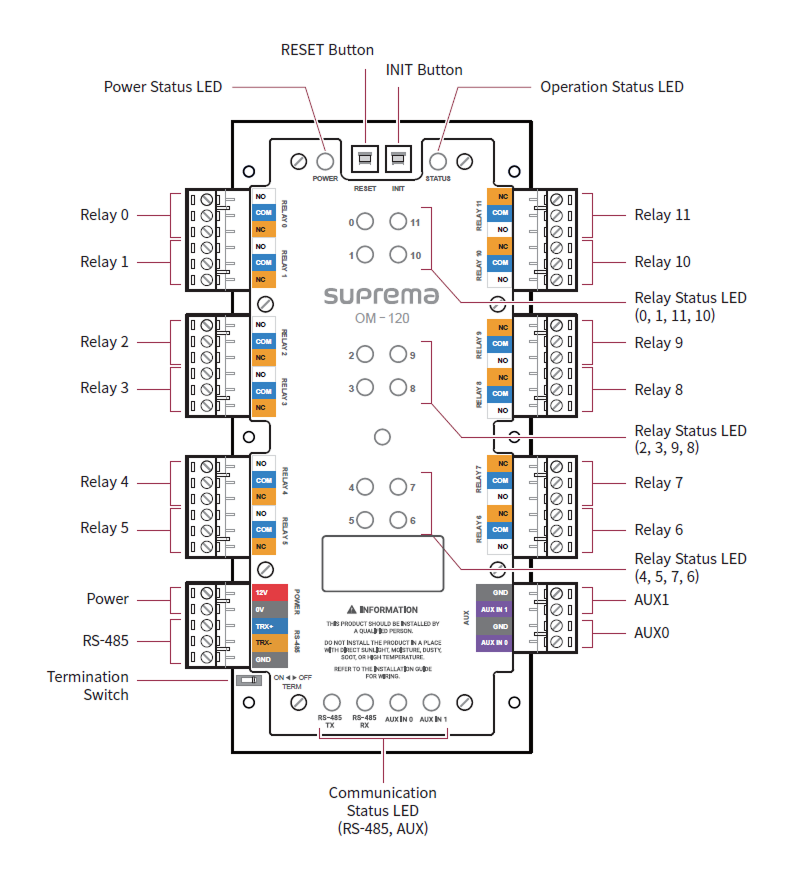 RESET Button
INIT Button
Power Status LED
Operation Status LED
POWER
RESET
INIT
STATUS
Relay 0
NO
COM
NC
RELAY 0
Relay 1
NO
COM
NC
RELAY 1
0
11
1
10
NC
COM
NO
RELAY 11
Relay 11
NC
COM
NO
RELAY 10
Relay 10
suprema
OM-120
Relay Status LED
(0, 1, 11, 10)
Relay 2
NO
COM
NC
RELAY 2
Relay 3
NO
COM
NC
RELAY 3
2
9
3
8
NC
COM
NO
RELAY 9
Relay 9
NC
COM
NO
RELAY 8
Relay 8
Relay Status LED
(2, 3, 9, 8)
Relay 4
NO
COM
NC
RELAY 4
Relay 5
NO
COM
NC
RELAY 5
4
7
5
6
NC
COM
NO
RELAY 7
Relay 7
NC
COM
NO
RELAY 6
Relay 6
Relay Status LED
(4, 5, 7, 6)
Power
12V
0V
POWER
RS-485
TRX+
TRX-
GND
RS-485
INFORMATION
THIS PRODUCT SHOULD BE INSTALLED BY
A QUALIFIED PERSON.
DO NOT INSTALL THE PRODUCT IN A PLACE
WITH DIRECT SUNLIGHT, MOISTURE, DUSTY,
SOOT, OR HIGH TEMPERATURE.
REFER TO THE INSTALLATION GUIDE
FOR WIRING.
AUX
GND
AUX IN 1
GND
AUX IN 0
AUX1
AUX0
Termination
Switch
ON ◄► OFF
TERM
RS-485
TX
RS-485
RX
AUX IN 0
AUX IN 1
Communication
Status LED
(RS-485, AUX)